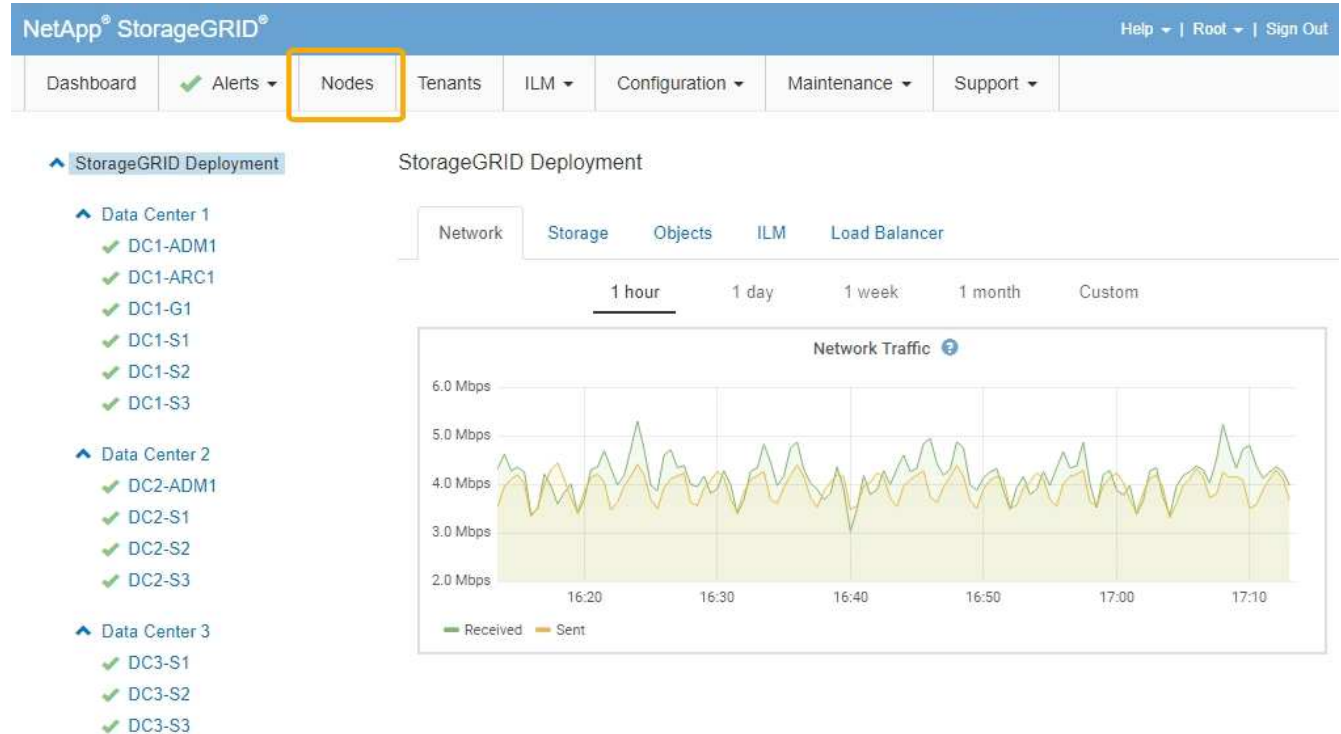 NetApp® StorageGRID®
Help | Root | Sign Out
Dashboard Alerts Nodes Tenants ILM Configuration Maintenance Support
StorageGRID Deployment
Data Center 1
DC1-ADM1
DC1-ARC1
DC1-G1
DC1-S1
DC1-S2
DC1-S3
Data Center 2
DC2-ADM1
DC2-S1
DC2-S2
DC2-S3
Data Center 3
DC3-S1
DC3-S2
DC3-S3
StorageGRID Deployment
Network Storage Objects ILM Load Balancer
1 hour 1 day 1 week 1 month Custom
Network Traffic ?
6.0 Mbps
5.0 Mbps
4.0 Mbps
3.0 Mbps
2.0 Mbps
16:20 16:30 16:40 16:50 17:00 17:10
Received Sent